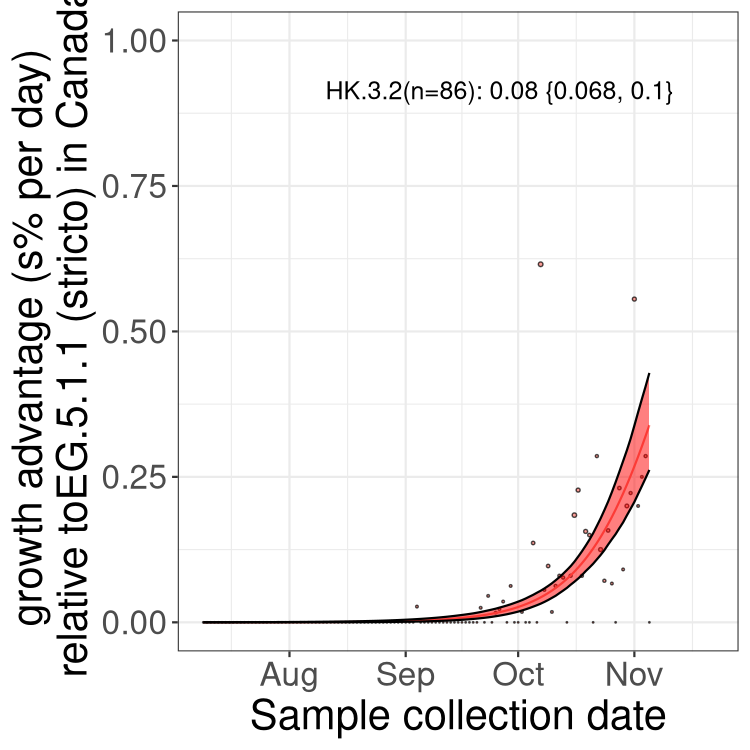 growth advantage (s% per day)
relative toEG.5.1.1 (stricto) in Canada
1.00
0.75
0.50
0.25
0.00
HK.3.2(n=86): 0.08 {0.068, 0.1}
Aug Sep Oct Nov
Sample collection date